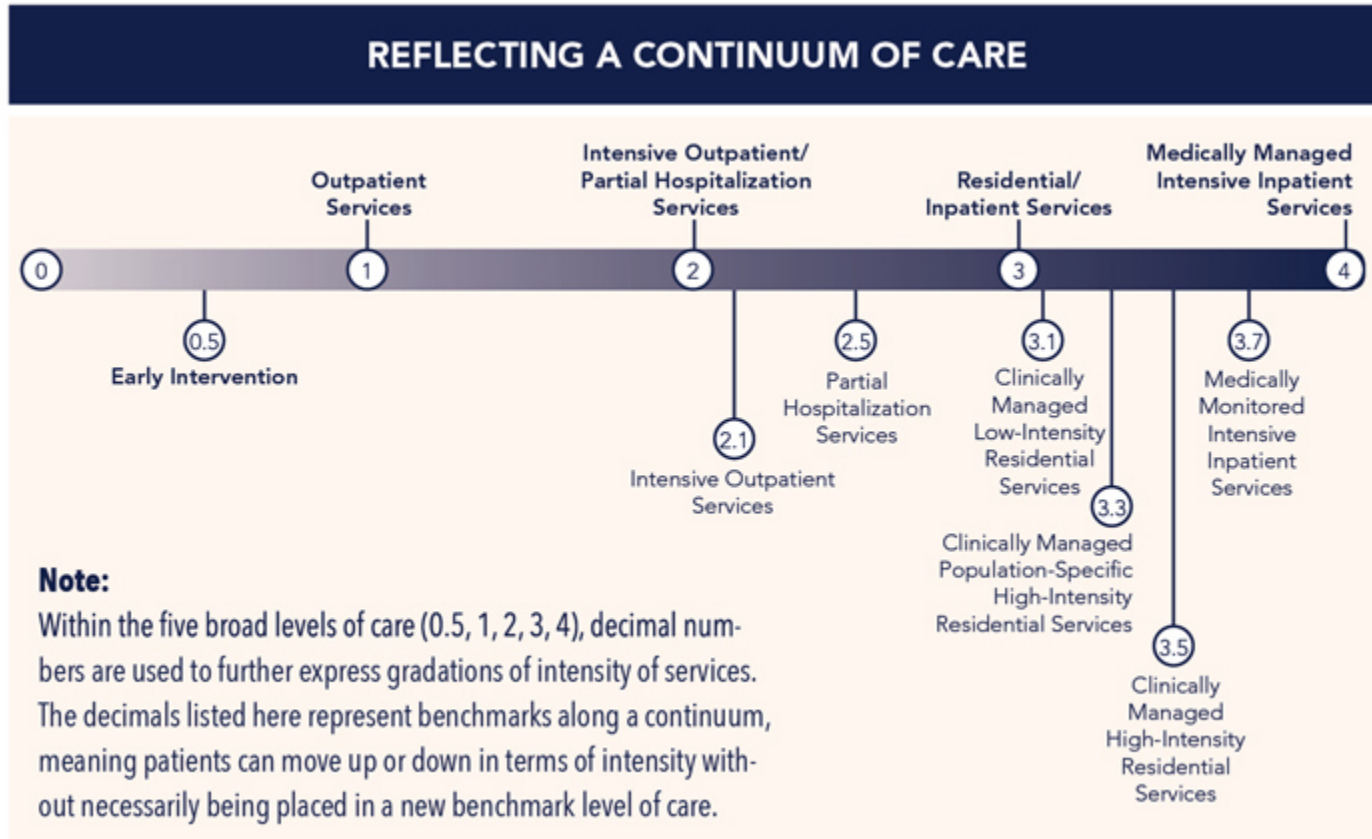 REFLECTING A CONTINUUM OF CARE
Outpatient
Services
Intensive Outpatient/
Partial Hospitalization
Services
Residential/
Inpatient Services
Medically Managed
Intensive Inpatient
Services
0
1
2
3
4
0.5
Early Intervention
2.1
Intensive Outpatient
Services
2.5
Partial
Hospitalization
Services
3.1
Clinically
Managed
Low-Intensity
Residential
Services
3.3
Clinically Managed
Population-Specific
High-Intensity
Residential Services
3.5
Clinically
Managed
High-Intensity
Residential
Services
3.7
Medically
Monitored
Intensive
Inpatient
Services
Note:
Within the five broad levels of care (0.5, 1, 2, 3, 4), decimal num-
bers are used to further express gradations of intensity of services.
The decimals listed here represent benchmarks along a continuum,
meaning patients can move up or down in terms of intensity with-
out necessarily being placed in a new benchmark level of care.